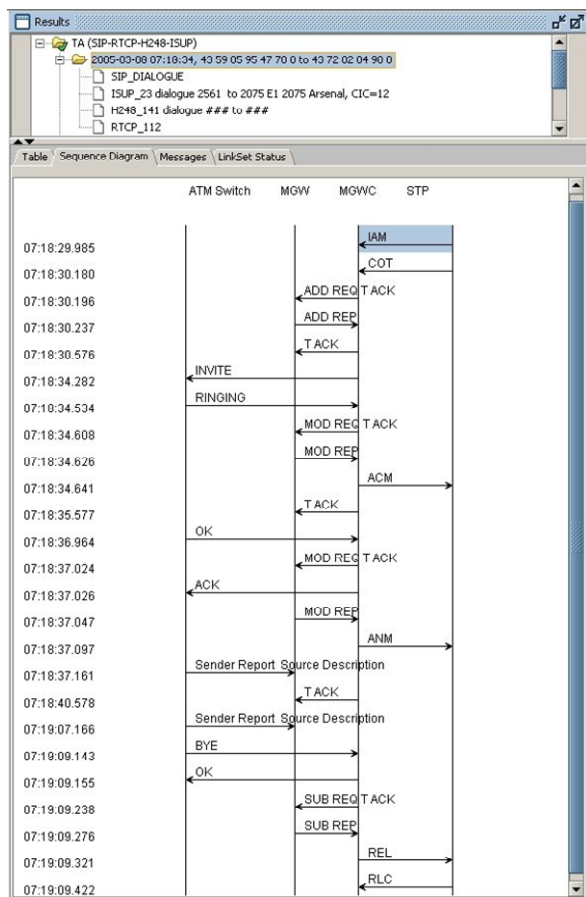 Results
TA (SIP-RTCP-H248-ISUP)
2005-03-08 07:18:34, 43 59 05 95 47 70 0 to 43 72 02 04 90 0
SIP_DIALOGUE
ISUP_23 dialogue 2561 to 2075 E1 2075 Arsenal, CIC=12
H248_141 dialogue ### to ###
RTCP_112
Table Sequence Diagram Messages LinkSet Status
ATM Switch MGW MGWC STP
IAM
07:18:29.985
COT
07:18:30.180
ADD REQ T ACK
07:18:30.196
ADD REP
07:18:30.237
T ACK
07:18:30.576
INVITE
07:18:34.282
RINGING
07:18:34.534
MOD REQ T ACK
07:18:34.608
MOD REP
07:18:34.626
ACM
07:18:34.641
T ACK
07:18:35.577
OK
07:18:36.964
MOD REQ T ACK
07:18:37.024
ACK
07:18:37.026
MOD REP
07:18:37.047
ANM
07:18:37.097
Sender Report Source Description
07:18:37.161
T ACK
07:18:40.578
Sender Report Source Description
07:19:07.166
BYE
07:19:09.143
OK
07:19:09.155
SUB REQ T ACK
07:19:09.238
SUB REP
07:19:09.276
REL
07:19:09.321
RLC
07:19:09.422